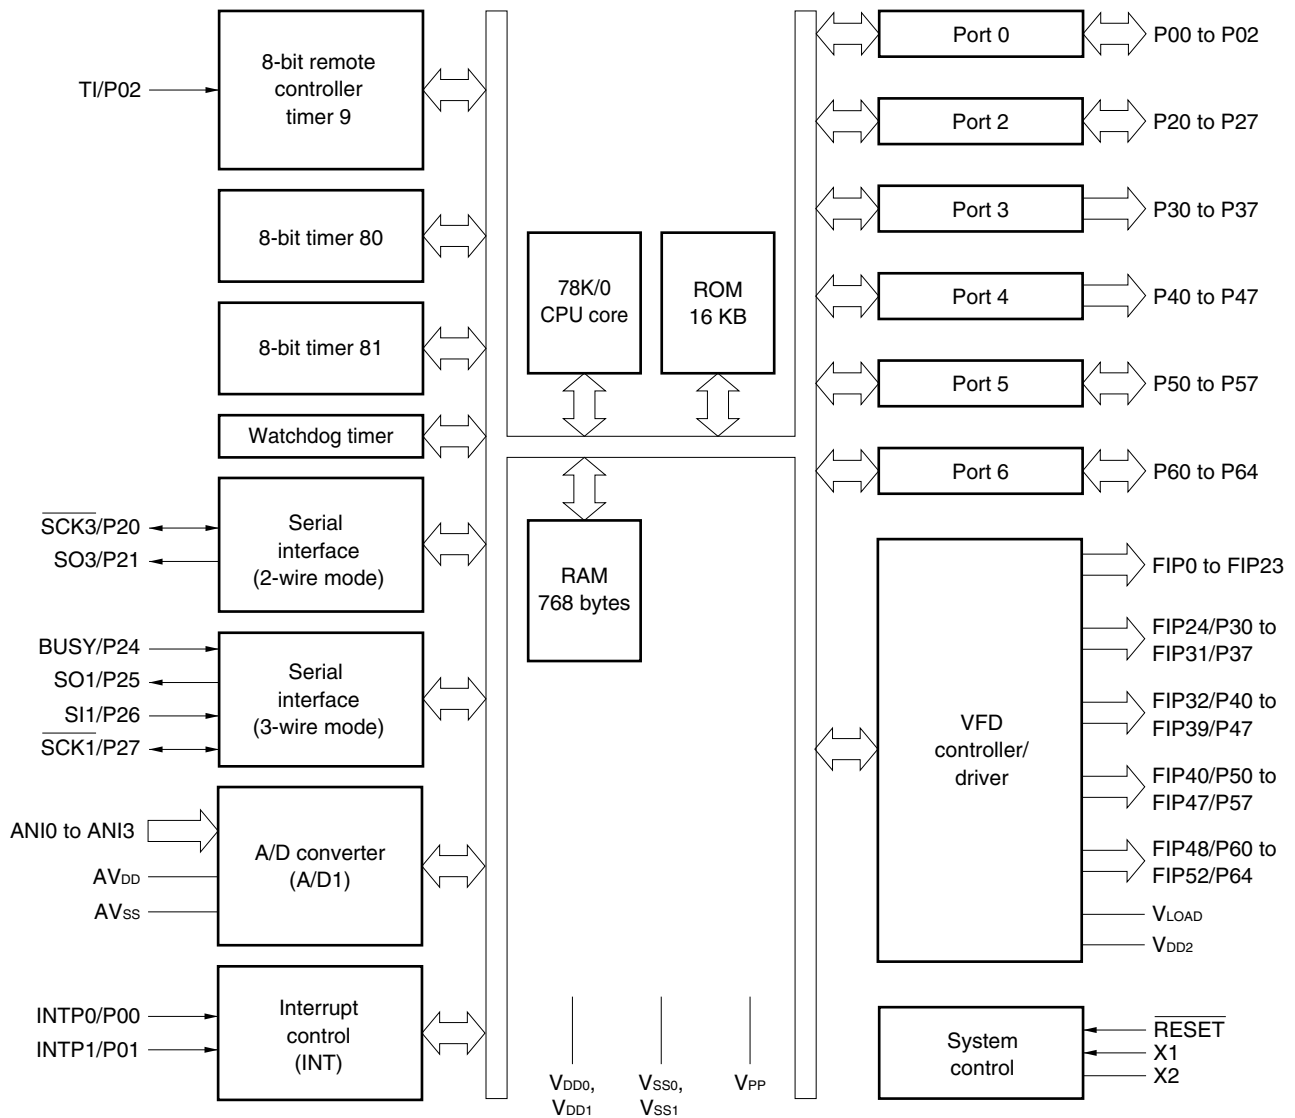 TI/P02
8-bit remote
controller
timer 9
8-bit timer 80
8-bit timer 81
Watchdog timer
SCK3/P20
SO3/P21
Serial
interface
(2-wire mode)
BUSY/P24
SO1/P25
SI1/P26
SCK1/P27
Serial
interface
(3-wire mode)
ANI0 to ANI3
AVDD
AVSS
A/D converter
(A/D1)
INTP0/P00
INTP1/P01
Interrupt
control
(INT)
78K/0
CPU core
ROM
16 KB
RAM
768 bytes
VDD0,
VDD1
VSS0,
VSS1
VPP
Port 0
P00 to P02
Port 2
P20 to P27
Port 3
P30 to P37
Port 4
P40 to P47
Port 5
P50 to P57
Port 6
P60 to P64
VFD
controller/
driver
FIP0 to FIP23
FIP24/P30 to
FIP31/P37
FIP32/P40 to
FIP39/P47
FIP40/P50 to
FIP47/P57
FIP48/P60 to
FIP52/P64
VLOAD
VDD2
System
control
RESET
X1
X2